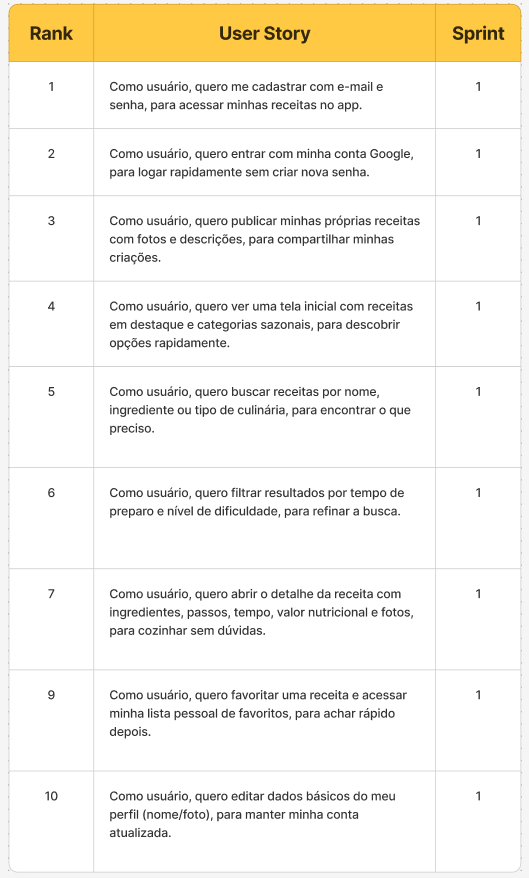 Rank User Story Sprint
1 Como usuário, quero me cadastrar com e-mail e 1
senha, para acessar minhas receitas no app.
2 Como usuário, quero entrar com minha conta Google, 1
para logar rapidamente sem criar nova senha.
3 Como usuário, quero publicar minhas próprias receitas 1
com fotos e descrições, para compartilhar minhas
criações.
4 Como usuário, quero ver uma tela inicial com receitas 1
em destaque e categorias sazonais, para descobrir
opções rapidamente.
5 Como usuário, quero buscar receitas por nome, 1
ingrediente ou tipo de culinária, para encontrar o que
preciso.
6 Como usuário, quero filtrar resultados por tempo de 1
preparo e nível de dificuldade, para refinar a busca.
7 Como usuário, quero abrir o detalhe da receita com 1
ingredientes, passos, tempo, valor nutricional e fotos,
para cozinhar sem dúvidas.
9 Como usuário, quero favoritar uma receita e acessar 1
minha lista pessoal de favoritos, para achar rápido
depois.
10 Como usuário, quero editar dados básicos do meu 1
perfil (nome/foto), para manter minha conta
atualizada.